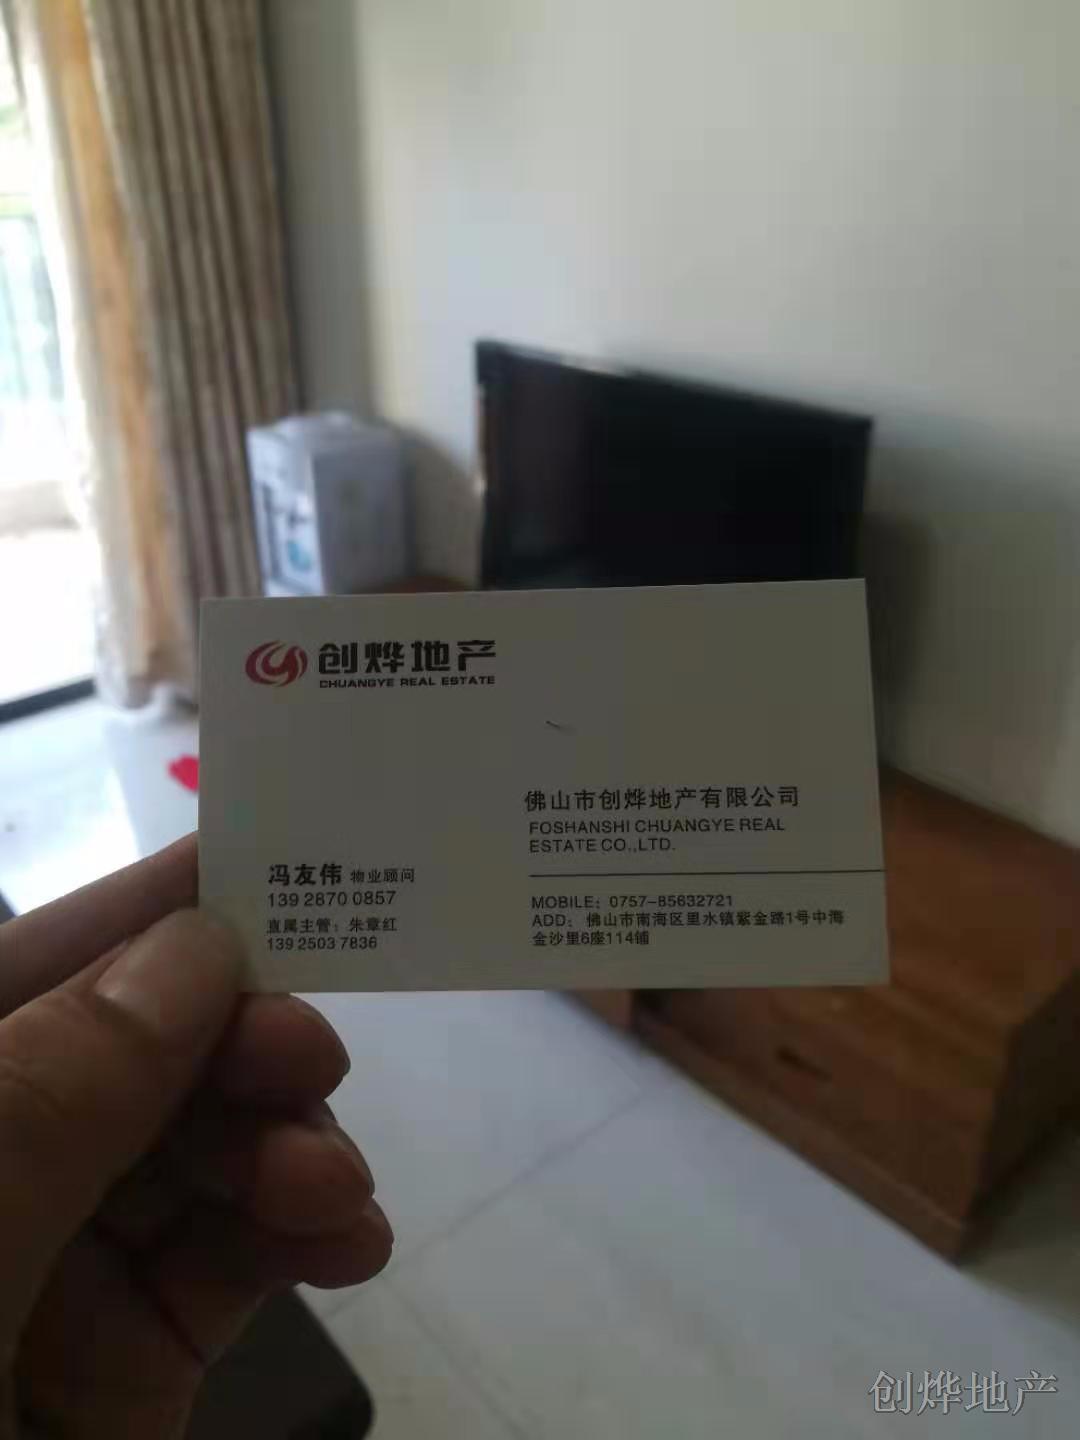 创烨地产
CHUANGYE REAL ESTATE
佛山市创烨地产有限公司
FOSHANSHI CHUANGYE REAL
ESTATE CO.,LTD.
冯友伟 物业顾问
139 2870 0857
直属主管：朱章红
139 2503 7836
MOBILE：0757-85632721
ADD：佛山市南海区里水镇紫金路1号中海
金沙里6座114铺
创烨地产